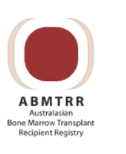 ABMTRR
Australasian
Bone Marrow Transplant
Recipient Registry